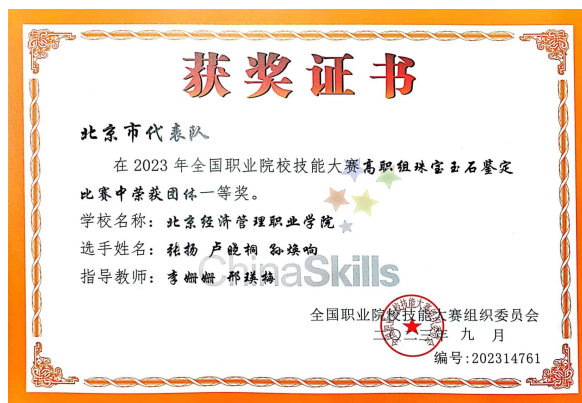 获奖证书
北京市代表队
在2023年全国职业院校技能大赛高职组珠宝玉石鉴定
比赛中荣获团体一等奖。
学校名称：北京经济管理职业学院
选手姓名：张扬 卢晓桐 孙焕响
指导教师：李姗姗 邢瑛梅
ChinaSkills
全国职业院校技能大赛组织委员会
二〇二三年 九 月
编号:202314761